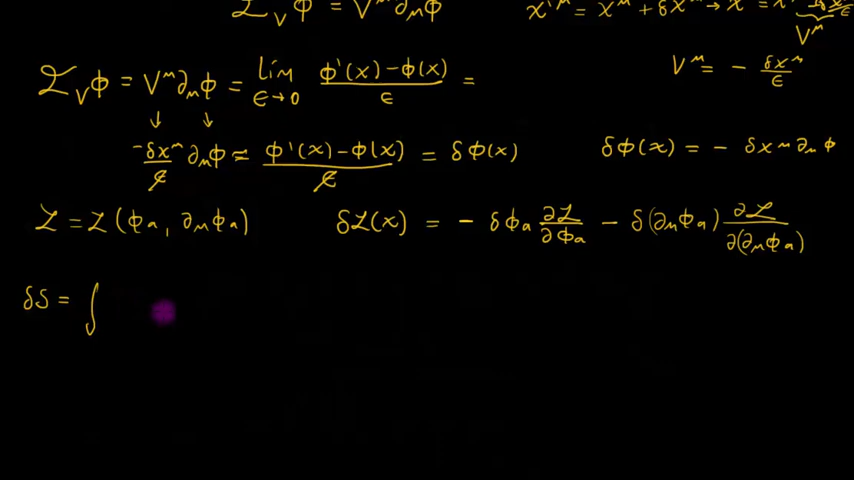 ℒ_V ϕ = V^μ ∂_μ ϕ
x'^μ = x^μ + δx^μ → x
V^μ
ℒ_V ϕ = V^μ ∂_μ ϕ = lim_{ϵ→0} (ϕ'(x) − ϕ(x))/ϵ =
V^μ = − δx^μ/ϵ
−δx^μ/ϵ ∂_μ ϕ ≈ (ϕ'(x) − ϕ(x))/ϵ = δϕ(x)
δϕ(x) = − δx^μ ∂_μ ϕ
ℒ = ℒ(ϕ_a, ∂_μ ϕ_a)
δℒ(x) = − δϕ_a ∂ℒ/∂ϕ_a − δ(∂_μ ϕ_a) ∂ℒ/∂(∂_μ ϕ_a)
δS = ∫